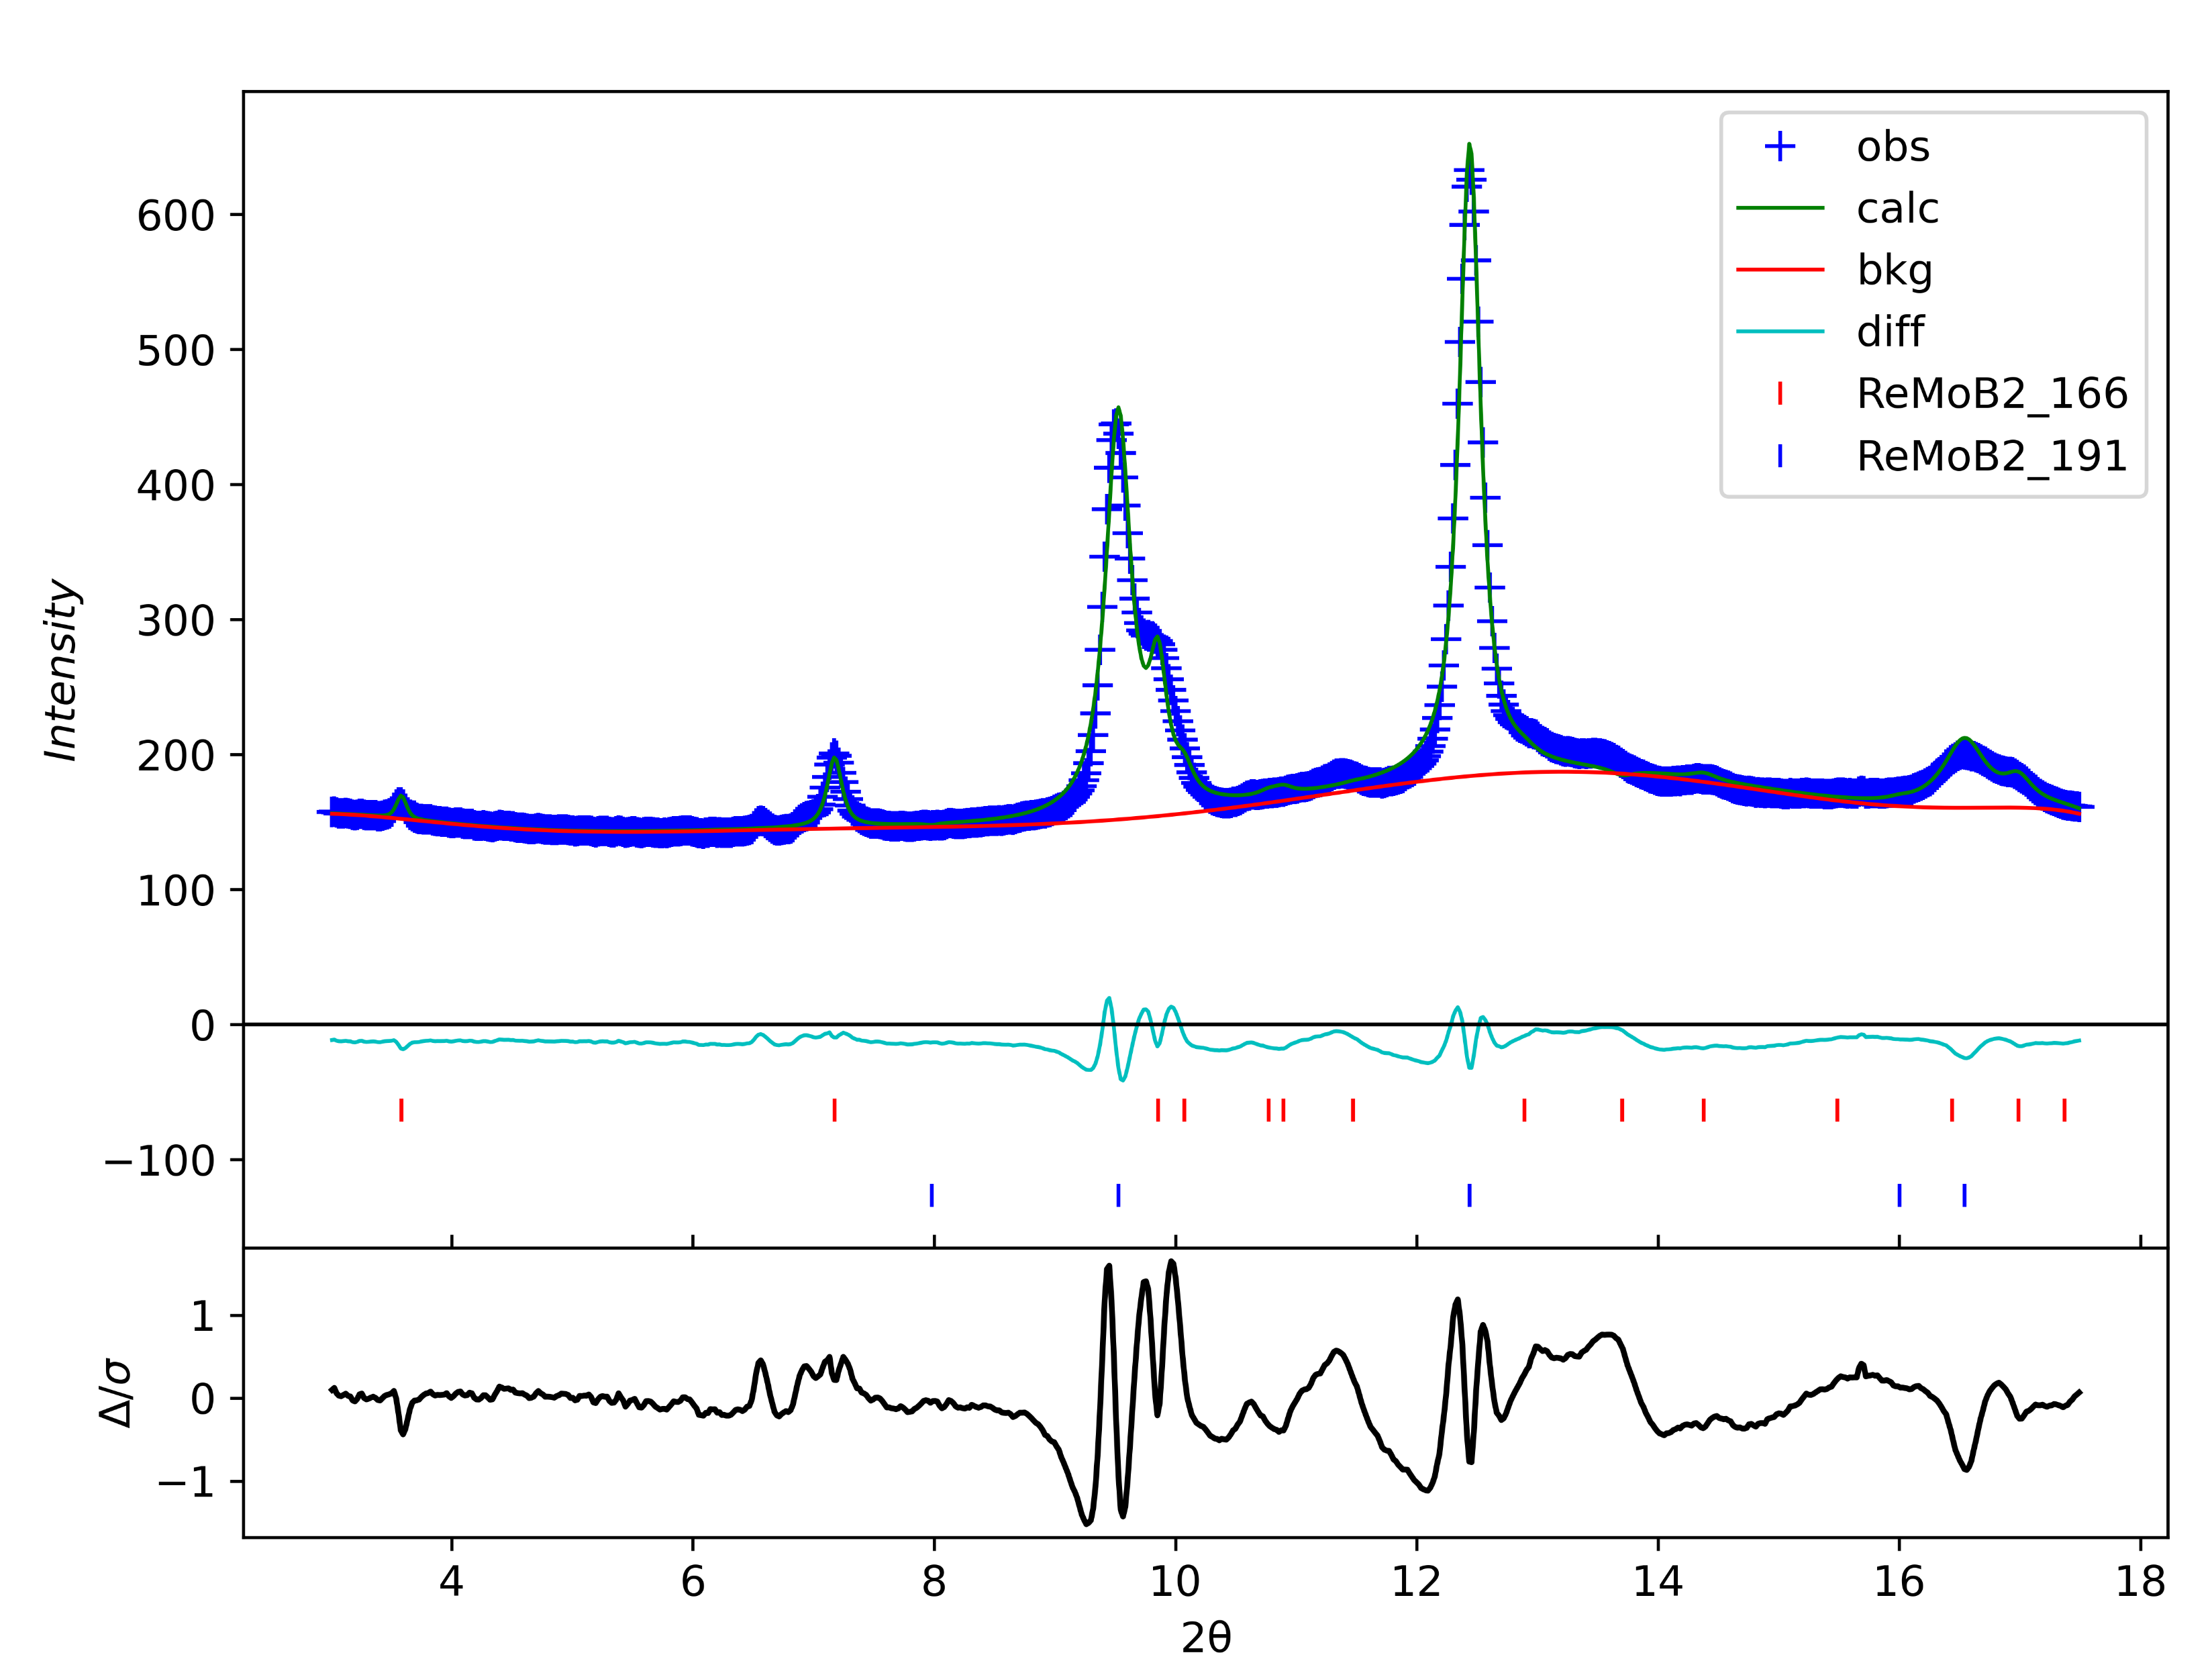 obs
calc
bkg
diff
ReMoB2_166
ReMoB2_191
Intensity
600
500
400
300
200
100
0
−100
Δ/σ
1
0
−1
4 6 8 10 12 14 16 18
2θ